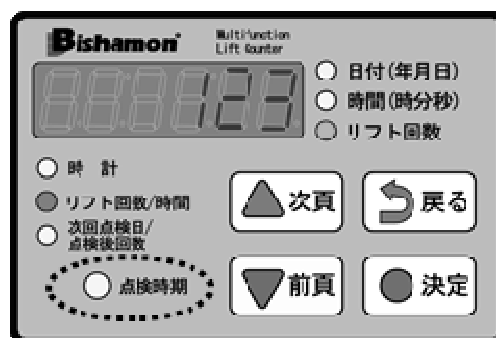 Bishamon
Multifunction
Lift Counter
123
日付(年月日)
時間(時分秒)
リフト回数
時 計
リフト回数/時間
次回点検日/
点検後回数
点検時期
次頁
戻る
前頁
決定